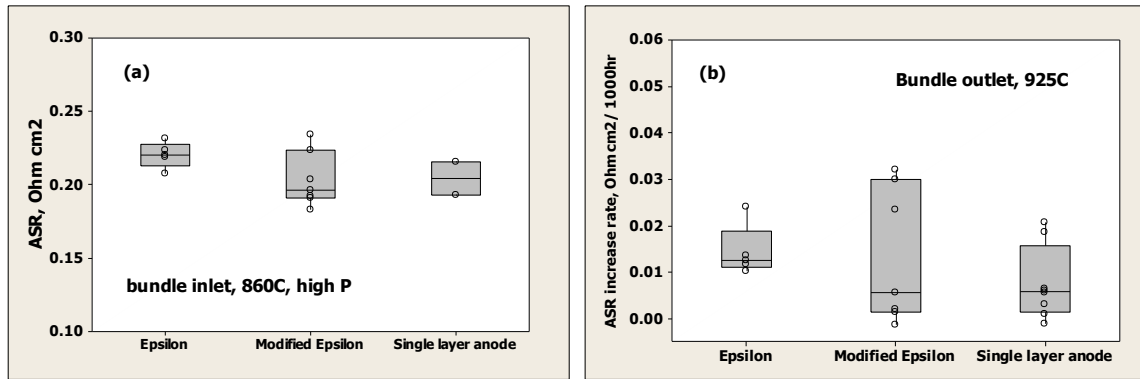 0.30
(a)
0.25
0.20
0.15
0.10
ASR, Ohm cm2
bundle inlet, 860C, high P
Epsilon Modified Epsilon Single layer anode
0.06
(b)
Bundle outlet, 925C
0.05
0.04
0.03
0.02
0.01
0.00
ASR increase rate, Ohm cm2/ 1000hr
Epsilon Modified Epsilon Single layer anode